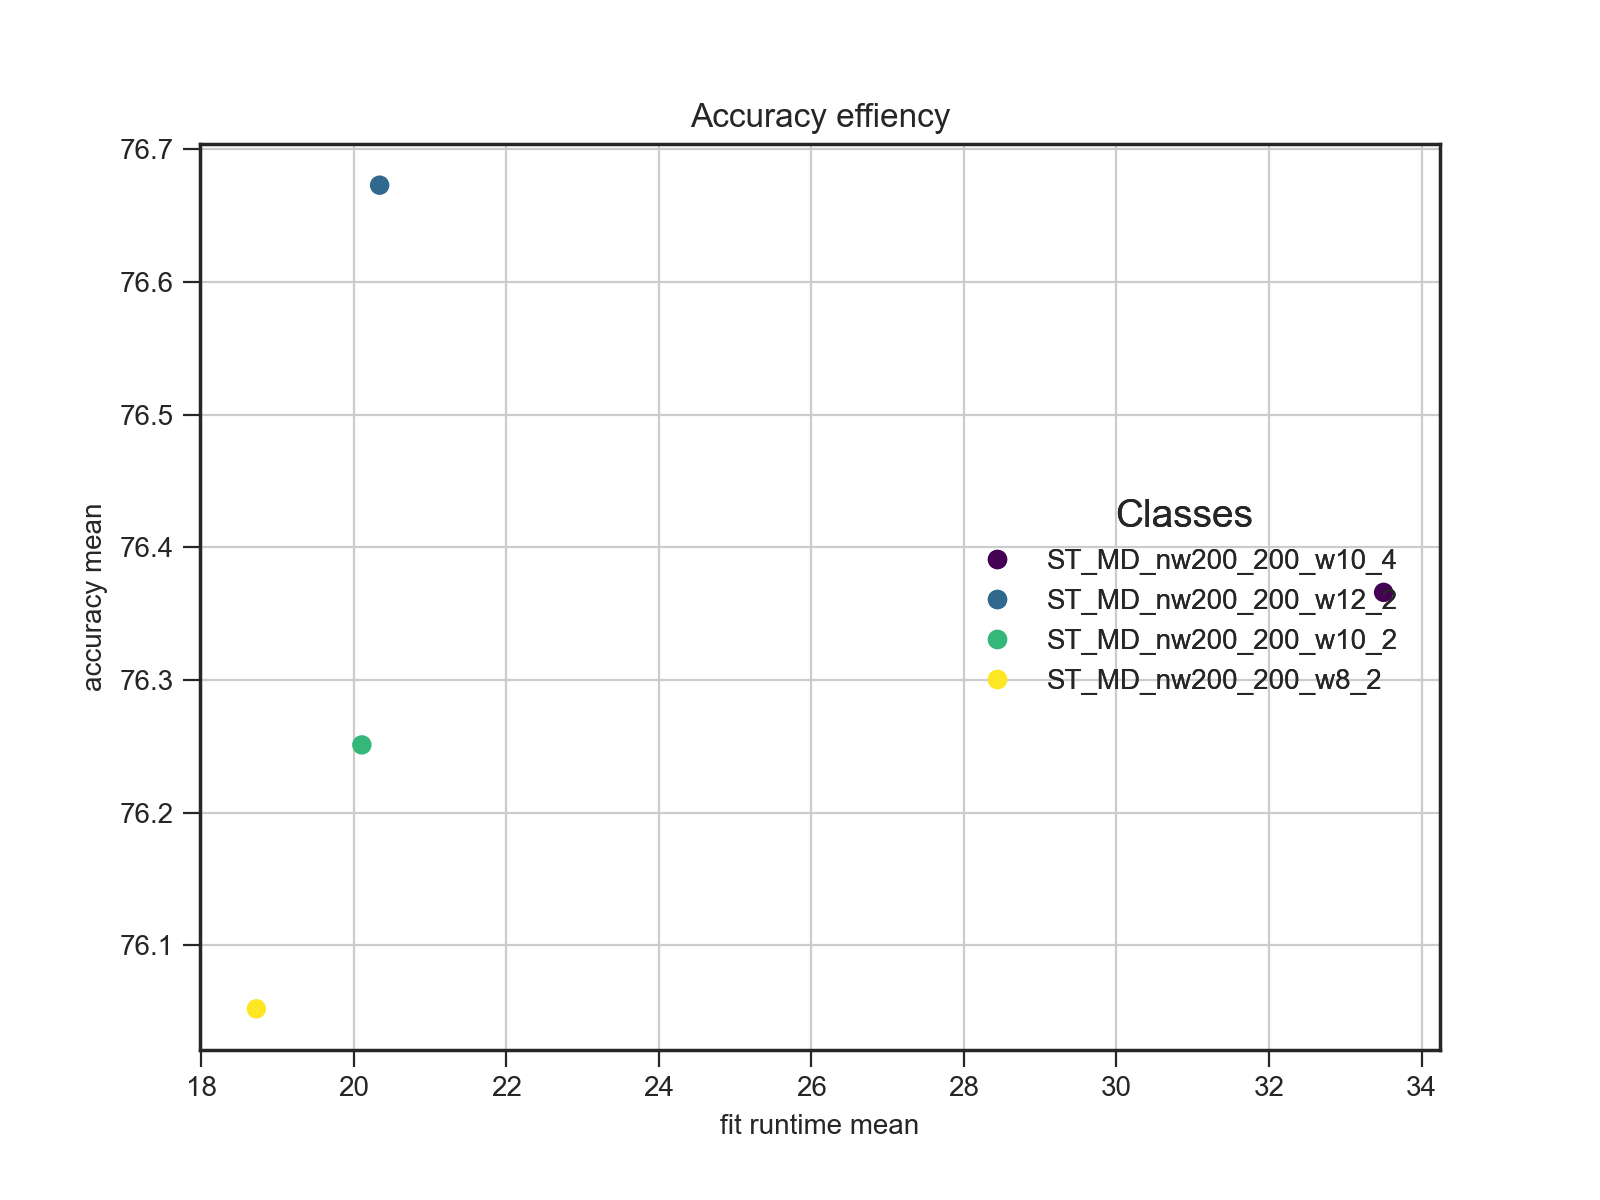 Accuracy effiency
76.7
76.6
76.5
76.4
76.3
76.2
76.1
accuracy mean
Classes
ST_MD_nw200_200_w10_4
ST_MD_nw200_200_w12_2
ST_MD_nw200_200_w10_2
ST_MD_nw200_200_w8_2
18 20 22 24 26 28 30 32 34
fit runtime mean